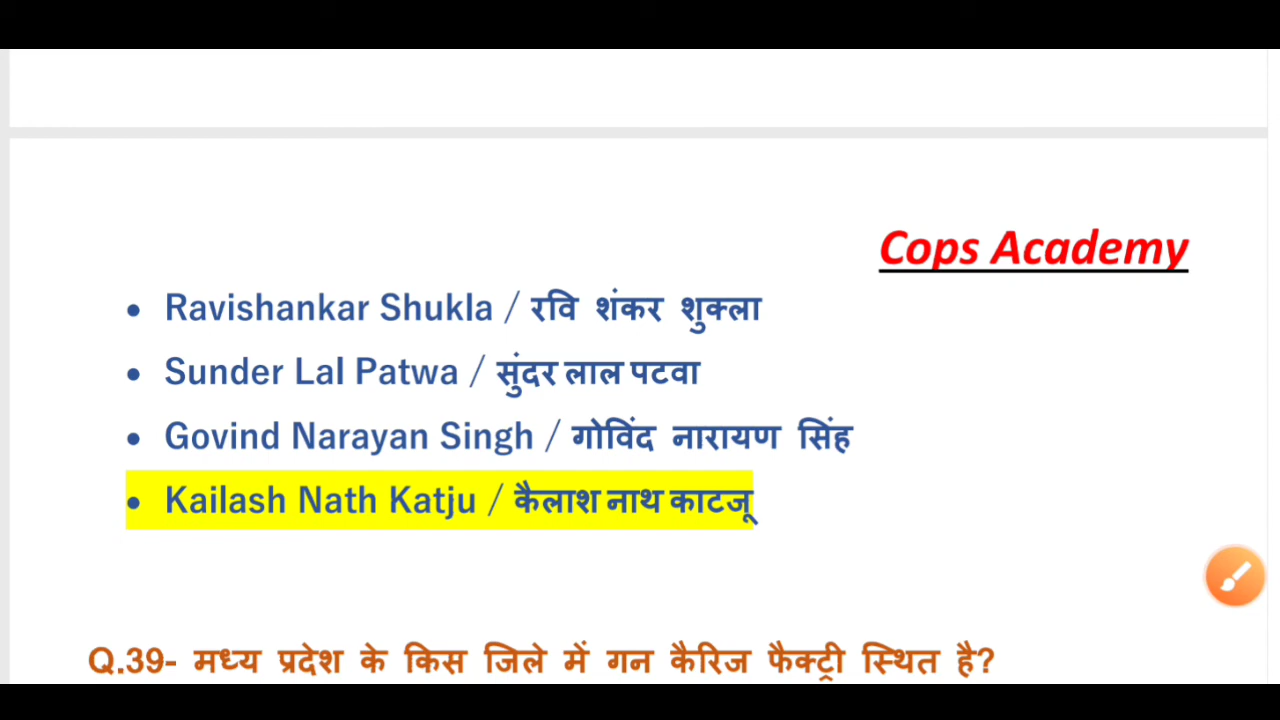 Cops Academy
• Ravishankar Shukla / रवि शंकर शुक्ला
• Sunder Lal Patwa / सुंदर लाल पटवा
• Govind Narayan Singh / गोविंद नारायण सिंह
• Kailash Nath Katju / कैलाश नाथ काटजू
Q.39- मध्य प्रदेश के किस जिले में गन कैरिज फैक्ट्री स्थित है?